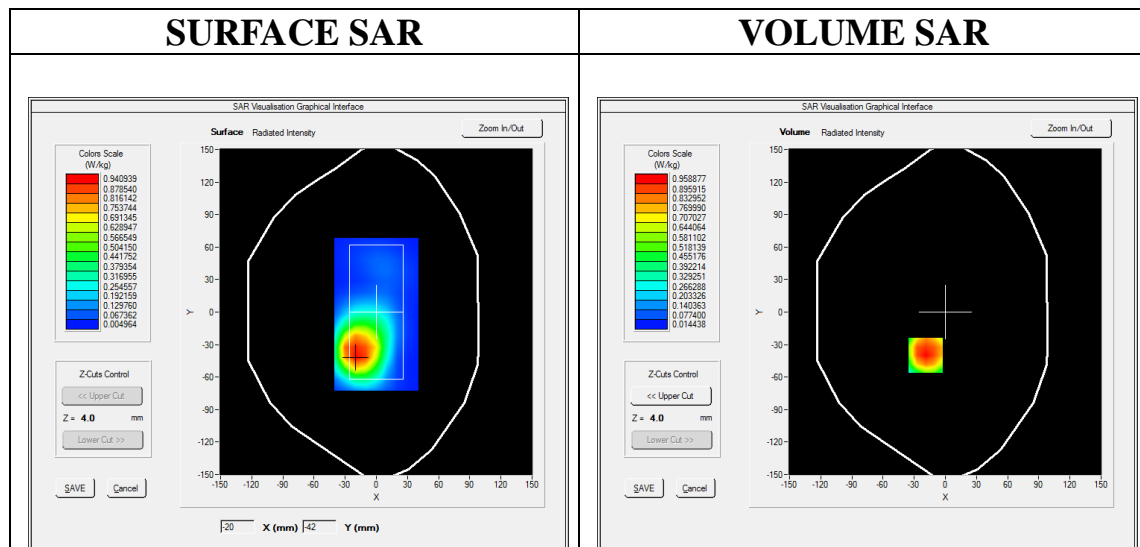 SURFACE SAR
VOLUME SAR
SAR Visualisation Graphical Interface
Surface Radiated Intensity
Zoom In/Out
Colors Scale
(W/kg)
0.940939
0.878540
0.816142
0.753744
0.691345
0.628947
0.566549
0.504150
0.441752
0.379354
0.316955
0.254557
0.192159
0.129760
0.067362
0.004964
150
120
90
60
30
0
-30
-60
-90
-120
-150
Y
-150 -120 -90 -60 -30 0 30 60 90 120 150
X
Z-Cuts Control
<< Upper Cut
Z = 4.0 mm
Lower Cut >>
SAVE Cancel
-20 X (mm) -42 Y (mm)
SAR Visualisation Graphical Interface
Volume Radiated Intensity
Zoom In/Out
Colors Scale
(W/kg)
0.958877
0.895915
0.832952
0.769990
0.707027
0.644064
0.581102
0.518139
0.455176
0.392214
0.329251
0.266288
0.203326
0.140363
0.077400
0.014438
150
120
90
60
30
0
-30
-60
-90
-120
-150
Y
-150 -120 -90 -60 -30 0 30 60 90 120 150
X
Z-Cuts Control
<< Upper Cut
Z = 4.0 mm
Lower Cut >>
SAVE Cancel